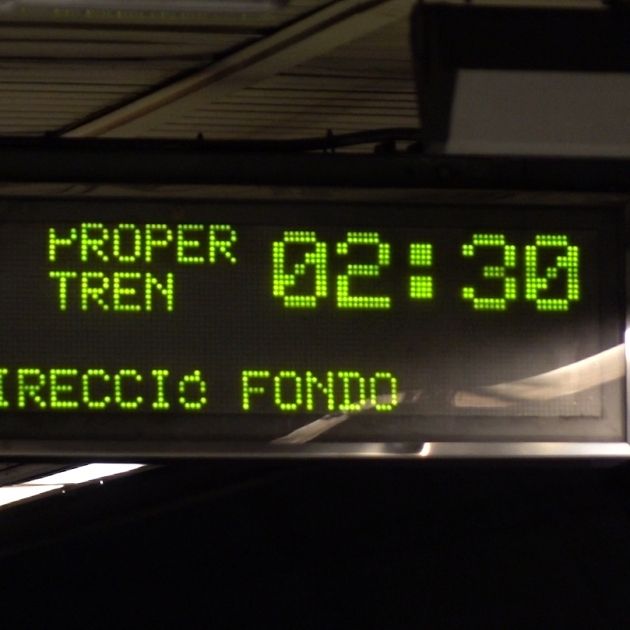 PROPER 02:30
TREN
IRECCIó FONDO